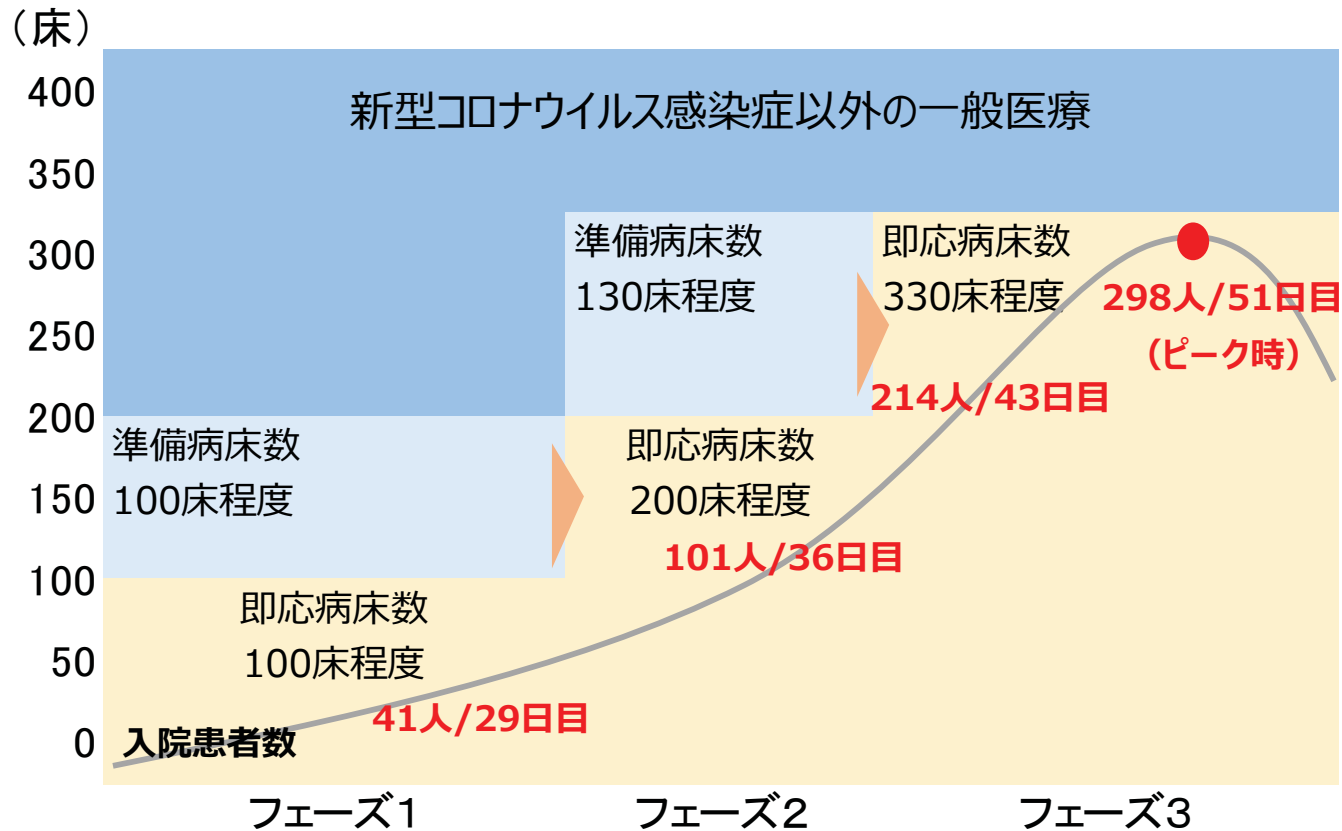 （床）
400
新型コロナウイルス感染症以外の一般医療
350
300
準備病床数
130床程度
即応病床数
330床程度
298人/51日目
（ピーク時）
250
214人/43日目
200
準備病床数
100床程度
即応病床数
200床程度
150
101人/36日目
100
即応病床数
100床程度
50
41人/29日目
0
入院患者数
フェーズ１
フェーズ２
フェーズ３